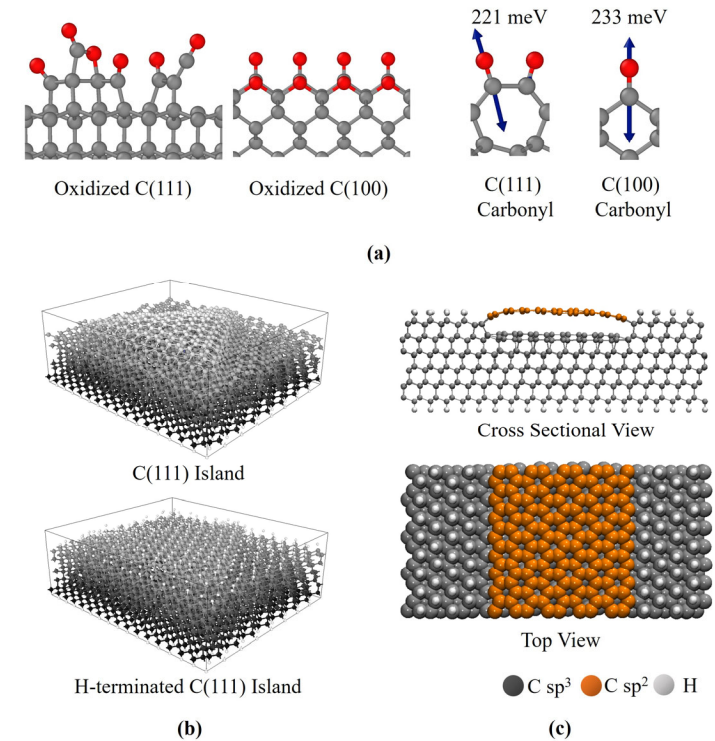 221 meV 233 meV
Oxidized C(111) Oxidized C(100) C(111) Carbonyl C(100) Carbonyl
(a)
C(111) Island
H-terminated C(111) Island
(b)
Cross Sectional View
Top View
C sp³ C sp² H
(c)